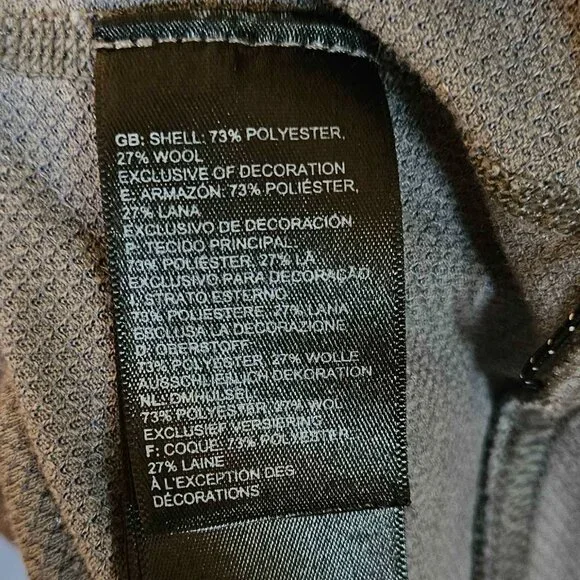 GB: SHELL: 73% POLYESTER,
27% WOOL
EXCLUSIVE OF DECORATION
E: ARMAZÓN: 73% POLIÉSTER,
27% LANA
EXCLUSIVO DE DECORACIÓN
P: TECIDO PRINCIPAL:
73% POLIÉSTER, 27% LÃ
EXCLUSIVO PARA DECORAÇÃO
I: STRATO ESTERNO:
73% POLIESTERE, 27% LANA
ESCLUSA LA DECORAZIONE
D: OBERSTOFF:
73% POLYESTER, 27% WOLLE
AUSSCHLIEßLICH DEKORATION
NL: OMHULSEL:
73% POLYESTER, 27% WOL
EXCLUSIEF VERSIERING
F: COQUE: 73% POLYESTER,
27% LAINE
À L'EXCEPTION DES
DÉCORATIONS